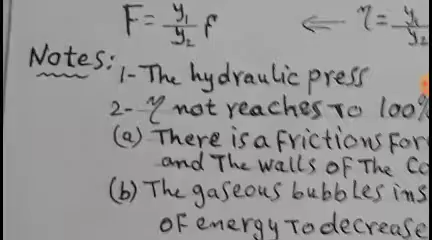 F = y₁/y₂ f ⇐ η = y₁/y₂
Notes:
1- The hydraulic press
2- η not reaches to 100%
(a) There is a frictions for
and The walls of The Co
(b) The gaseous bubbles ins
of energy To decrease